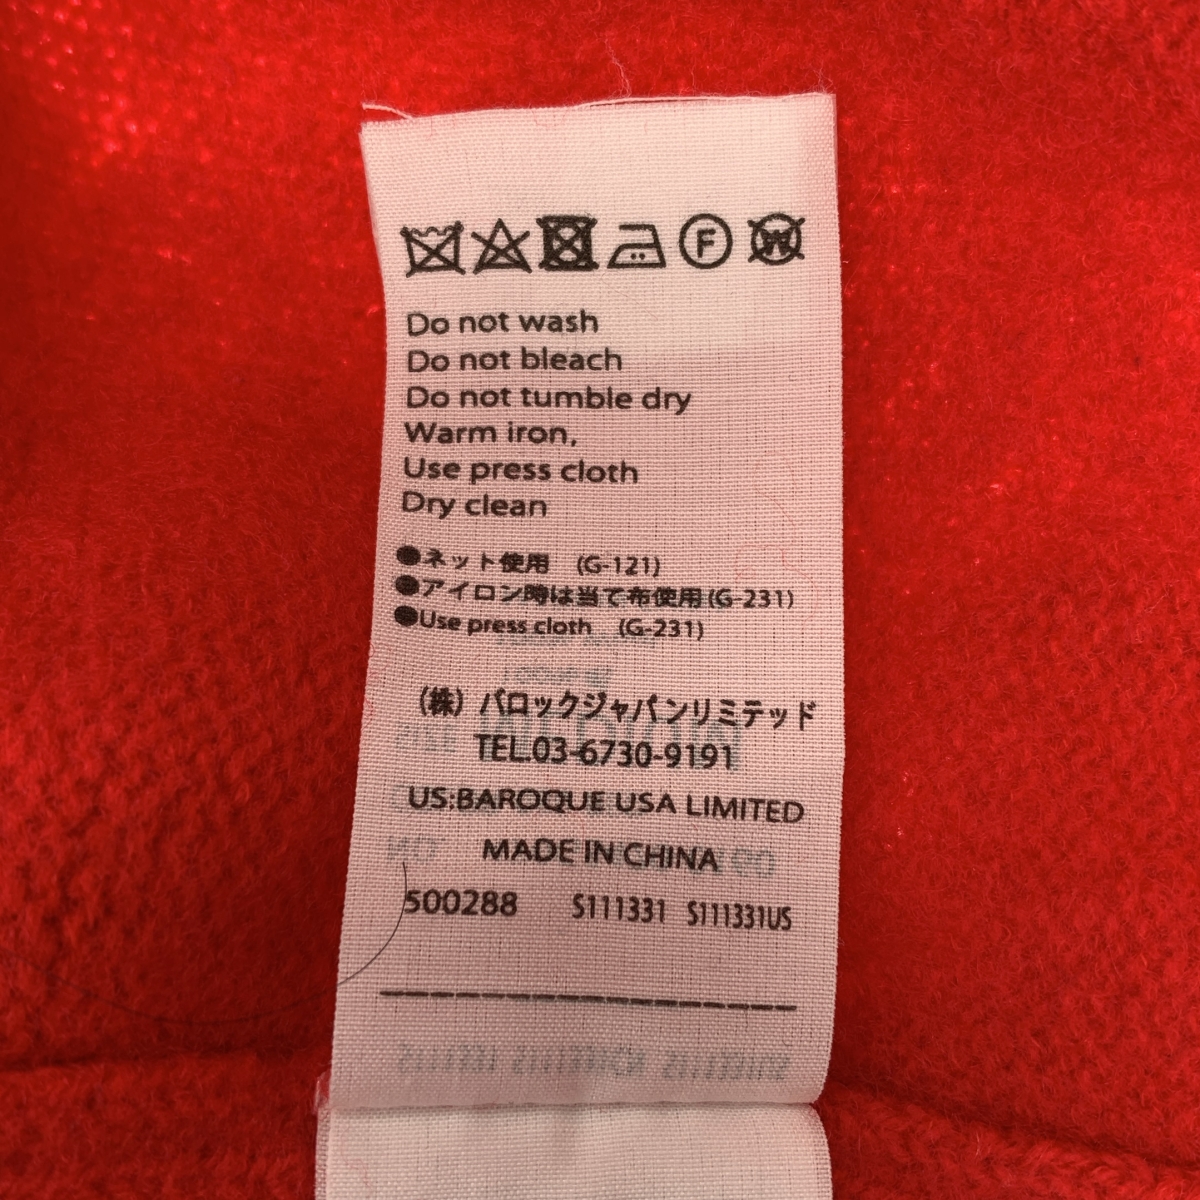 F W
Do not wash
Do not bleach
Do not tumble dry
Warm iron,
Use press cloth
Dry clean
●ネット使用 (G-121)
●アイロン時は当て布使用(G-231)
●Use press cloth (G-231)
(株) バロックジャパンリミテッド
TEL.03-6730-9191
US:BAROQUE USA LIMITED
MADE IN CHINA
500288 S111331 S111331US